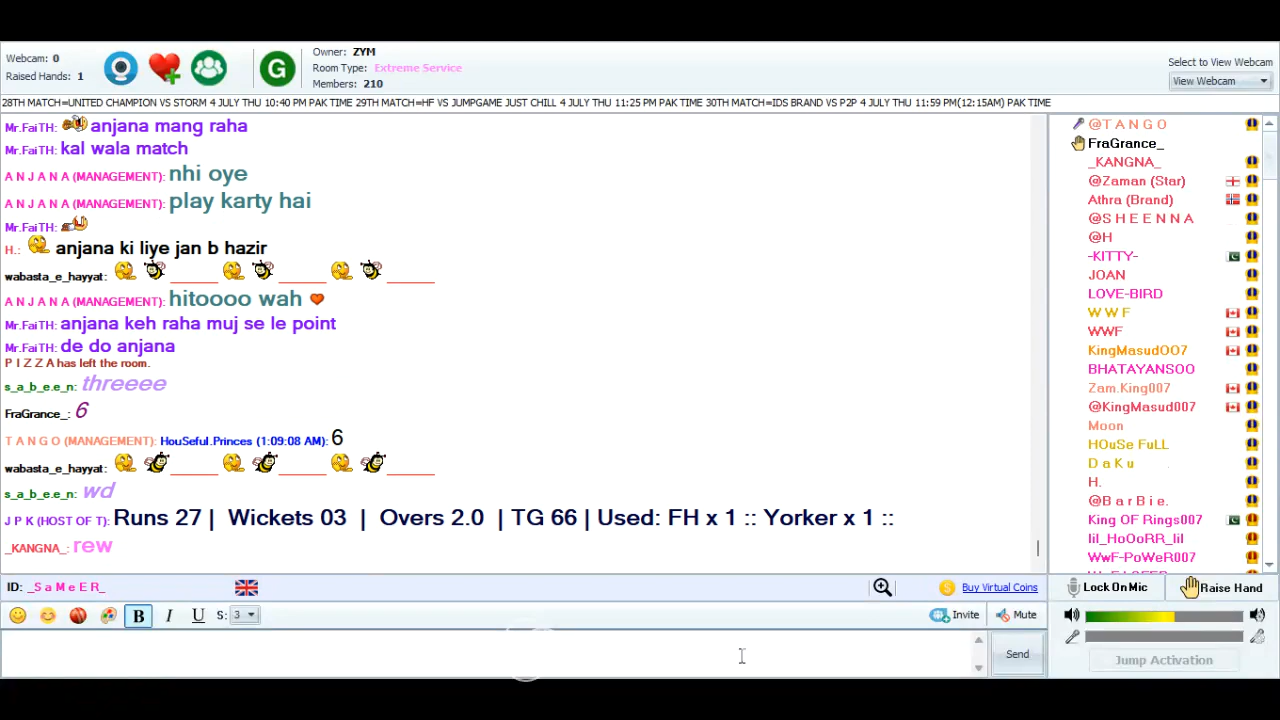 Webcam: 0
Raised Hands: 1
G
Owner: ZYM
Room Type: Extreme Service
Members: 210
Select to View Webcam
View Webcam
28TH MATCH=UNITED CHAMPION VS STORM 4 JULY THU 10:40 PM PAK TIME 29TH MATCH=HF VS JUMPGAME JUST CHILL 4 JULY THU 11:25 PM PAK TIME 30TH MATCH=IDS BRAND VS P2P 4 JULY THU 11:59 PM(12:15AM) PAK TIME
Mr.FaiTH: anjana mang raha
Mr.FaiTH: kal wala match
A N J A N A (MANAGEMENT): nhi oye
A N J A N A (MANAGEMENT): play karty hai
Mr.FaiTH:
H.: anjana ki liye jan b hazir
wabasta_e_hayyat: _____ _____ _____
A N J A N A (MANAGEMENT): hitoooo wah
Mr.FaiTH: anjana keh raha muj se le point
Mr.FaiTH: de do anjana
P I Z Z A has left the room.
s_a_b_e.e_n: threeee
FraGrance_: 6
T A N G O (MANAGEMENT): HouSeful.Princes (1:09:08 AM): 6
wabasta_e_hayyat: _____ _____ _____
s_a_b_e.e_n: wd
J P K (HOST OF T): Runs 27 | Wickets 03 | Overs 2.0 | TG 66 | Used: FH x 1 :: Yorker x 1 ::
_KANGNA_: rew
@T A N G O
FraGrance_
_KANGNA_
@Zaman (Star)
Athra (Brand)
@S H E E N N A
@H
-KITTY-
JOAN
LOVE-BIRD
W W F
WWF
KingMasudOO7
BHATAYANSOO
Zam.King007
@KingMasud007
Moon
HOuSe FuLL
D a K u
H.
@B a r B i e.
King OF Rings007
lil_HoOoRR_lil
WwF-PoWeR007
ID: _S a M e E R_
Buy Virtual Coins
Lock On Mic
Raise Hand
B I U S: 3
Invite
Mute
Send
Jump Activation